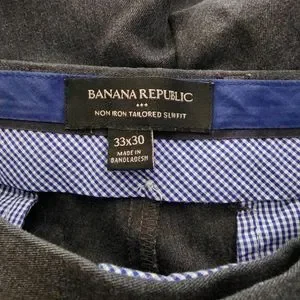 BANANA REPUBLIC
NON IRON TAILORED SLIM FIT
33x30
MADE IN
BANGLADESH